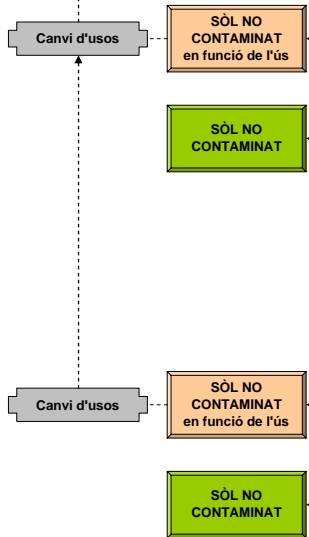 Canvi d'usos
SÒL NO
CONTAMINAT
en funció de l'ús
SÒL NO
CONTAMINAT
Canvi d'usos
SÒL NO
CONTAMINAT
en funció de l'ús
SÒL NO
CONTAMINAT